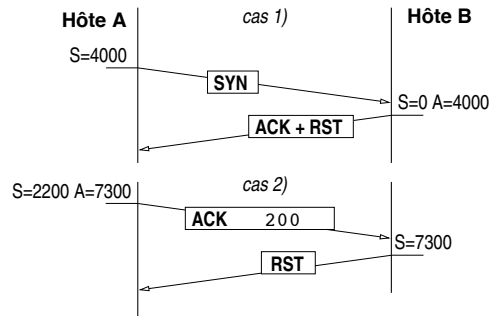 Hôte A
cas 1)
Hôte B
S=4000
SYN
S=0 A=4000
ACK + RST
cas 2)
S=2200 A=7300
ACK 200
S=7300
RST